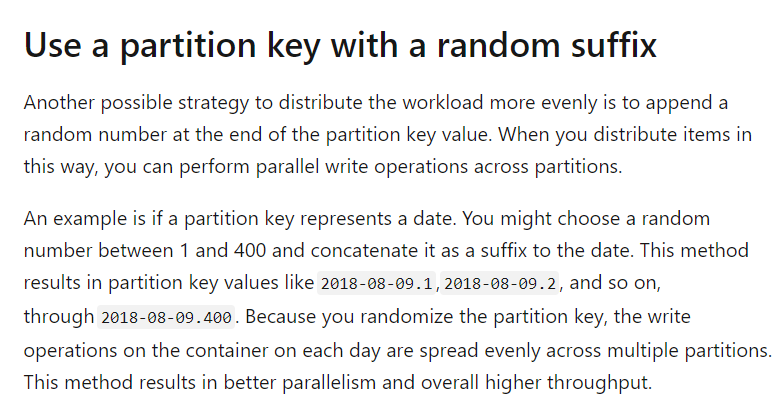 Use a partition key with a random suffix
Another possible strategy to distribute the workload more evenly is to append a
random number at the end of the partition key value. When you distribute items in
this way, you can perform parallel write operations across partitions.
An example is if a partition key represents a date. You might choose a random
number between 1 and 400 and concatenate it as a suffix to the date. This method
results in partition key values like 2018-08-09.1, 2018-08-09.2, and so on,
through 2018-08-09.400. Because you randomize the partition key, the write
operations on the container on each day are spread evenly across multiple partitions.
This method results in better parallelism and overall higher throughput.